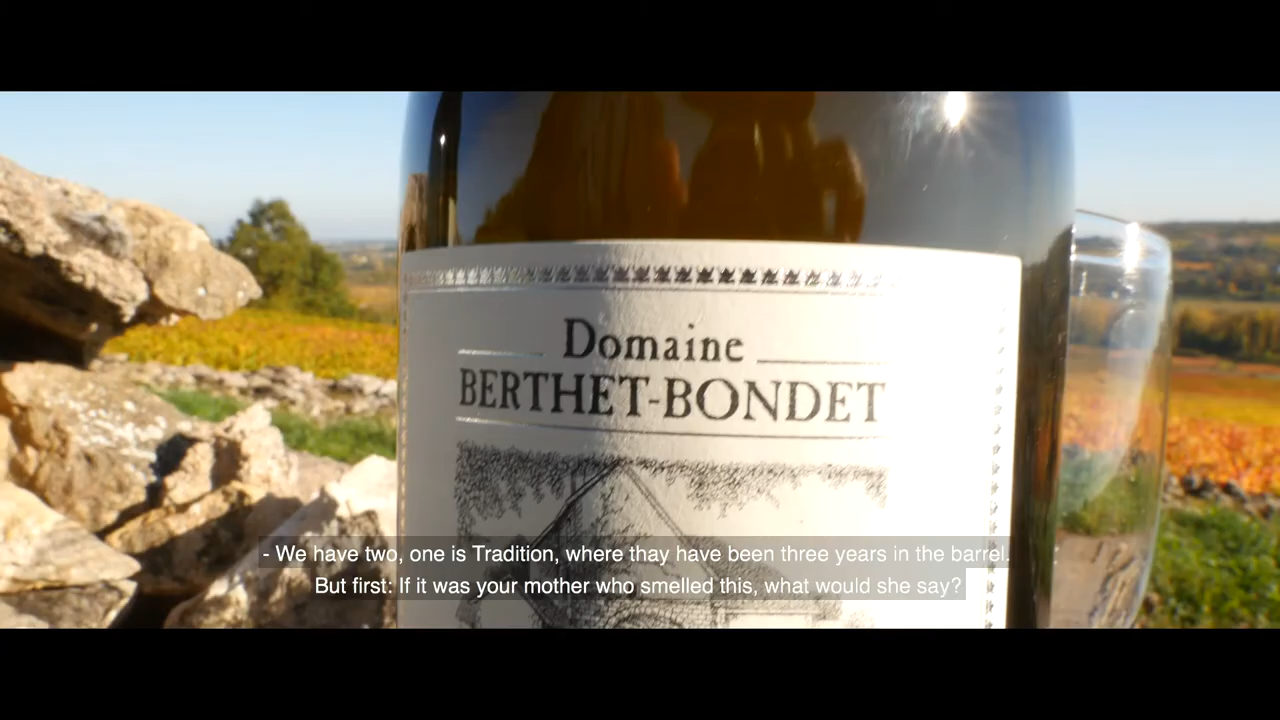 Domaine
BERTHET-BONDET
- We have two, one is Tradition, where thay have been three years in the barrel.
But first: If it was your mother who smelled this, what would she say?